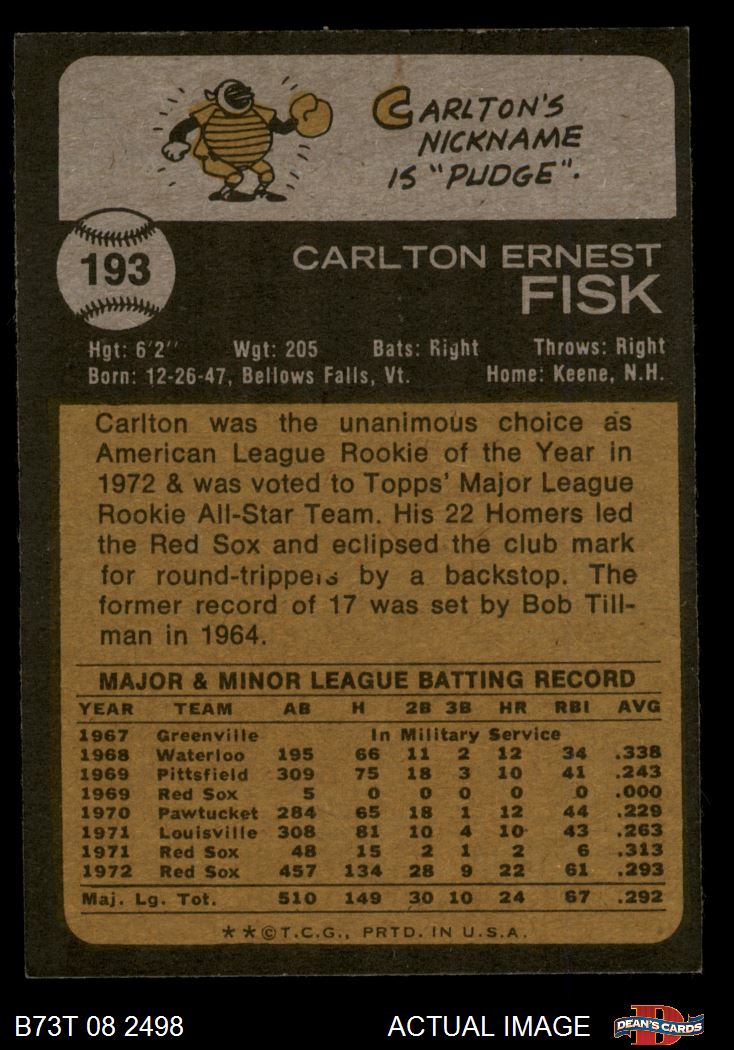 CARLTON'S
NICKNAME
IS "PUDGE".
193
CARLTON ERNEST
FISK
Hgt: 6'2'' Wgt: 205 Bats: Right Throws: Right
Born: 12-26-47, Bellows Falls, Vt. Home: Keene, N.H.
Carlton was the unanimous choice as
American League Rookie of the Year in
1972 & was voted to Topps' Major League
Rookie All-Star Team. His 22 Homers led
the Red Sox and eclipsed the club mark
for round-trippers by a backstop. The
former record of 17 was set by Bob Till-
man in 1964.
MAJOR & MINOR LEAGUE BATTING RECORD
YEAR TEAM AB H 2B 3B HR RBI AVG
1967 Greenville In Military Service
1968 Waterloo 195 66 11 2 12 34 .338
1969 Pittsfield 309 75 18 3 10 41 .243
1969 Red Sox 5 0 0 0 0 0 .000
1970 Pawtucket 284 65 18 1 12 44 .229
1971 Louisville 308 81 10 4 10 43 .263
1971 Red Sox 48 15 2 1 2 6 .313
1972 Red Sox 457 134 28 9 22 61 .293
Maj. Lg. Tot. 510 149 30 10 24 67 .292
**©T.C.G., PRTD. IN U.S.A.
B73T 08 2498 ACTUAL IMAGE
D
DEAN'S CARDS